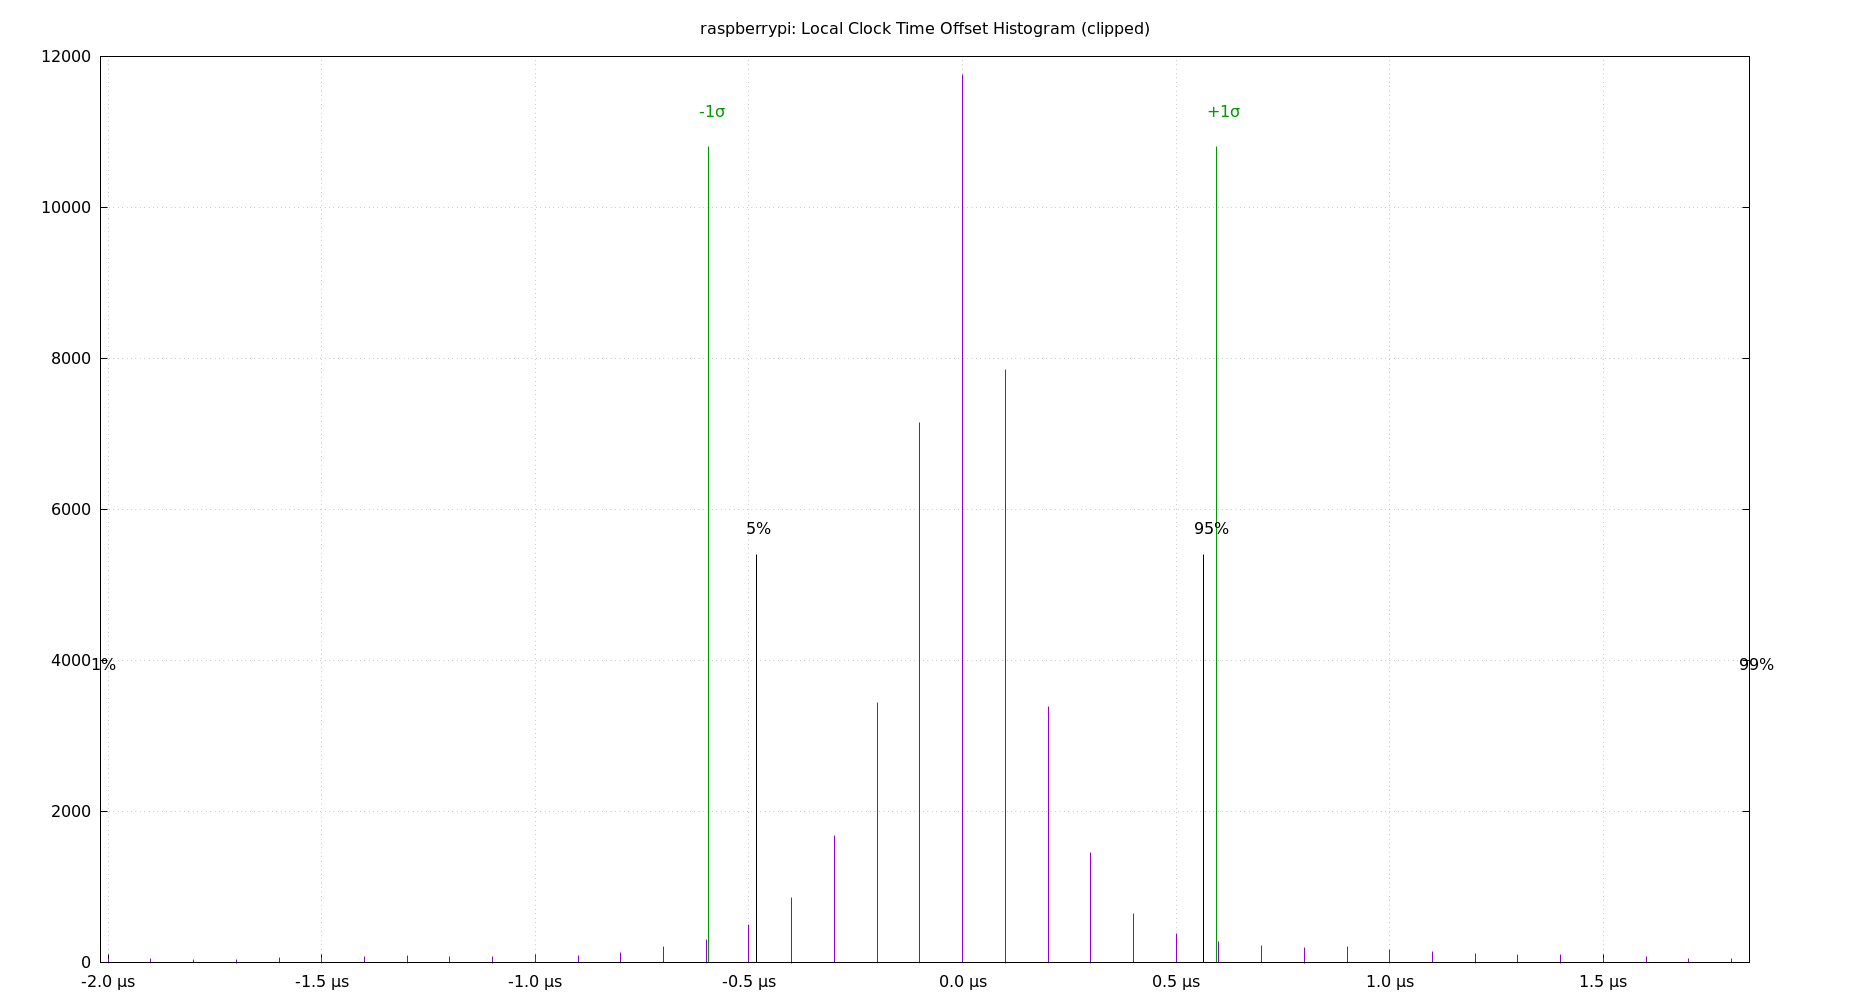 raspberrypi: Local Clock Time Offset Histogram (clipped)
12000
-1σ
+1σ
10000
8000
6000
5%
95%
4000
1%
99%
2000
0
-2.0 µs
-1.5 µs
-1.0 µs
-0.5 µs
0.0 µs
0.5 µs
1.0 µs
1.5 µs